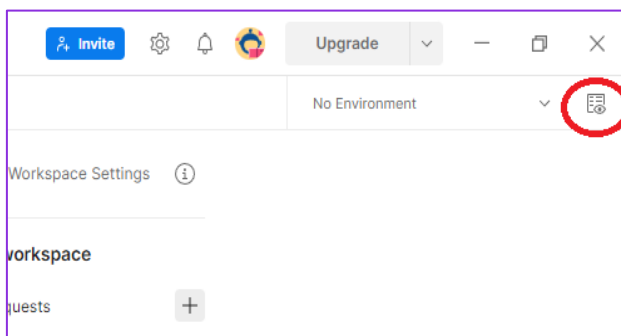 Invite
Upgrade
No Environment
Workspace Settings
workspace
quests